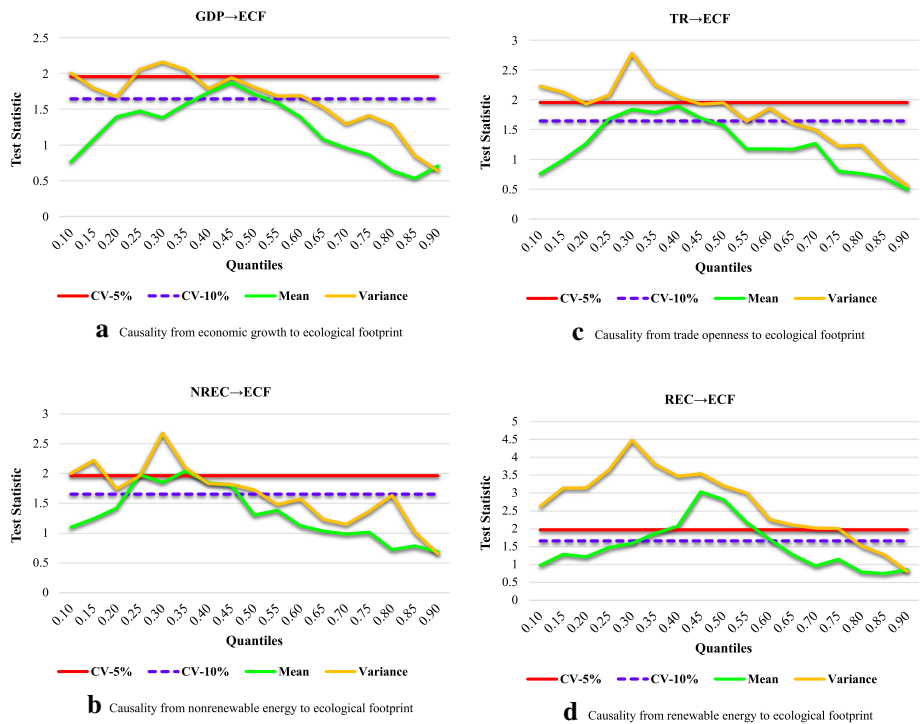 GDP→ECF
2.5
2
1.5
1
0.5
0
Test Statistic
0.10 0.15 0.20 0.25 0.30 0.35 0.40 0.45 0.50 0.55 0.60 0.65 0.70 0.75 0.80 0.85 0.90
Quantiles
CV-5% CV-10% Mean Variance
a Causality from economic growth to ecological footprint
TR→ECF
3
2.5
2
1.5
1
0.5
0
Test Statistic
0.10 0.15 0.20 0.25 0.30 0.35 0.40 0.45 0.50 0.55 0.60 0.65 0.70 0.75 0.80 0.85 0.90
Quantiles
CV-5% CV-10% Mean Variance
c Causality from trade openness to ecological footprint
NREC→ECF
3
2.5
2
1.5
1
0.5
0
Test Statistic
0.10 0.15 0.20 0.25 0.30 0.35 0.40 0.45 0.50 0.55 0.60 0.65 0.70 0.75 0.80 0.85 0.90
Quantiles
CV-5% CV-10% Mean Variance
b Causality from nonrenewable energy to ecological footprint
REC→ECF
5
4.5
4
3.5
3
2.5
2
1.5
1
0.5
0
Test Statistic
0.10 0.15 0.20 0.25 0.30 0.35 0.40 0.45 0.50 0.55 0.60 0.65 0.70 0.75 0.80 0.85 0.90
Quantiles
CV-5% CV-10% Mean Variance
d Causality from renewable energy to ecological footprint